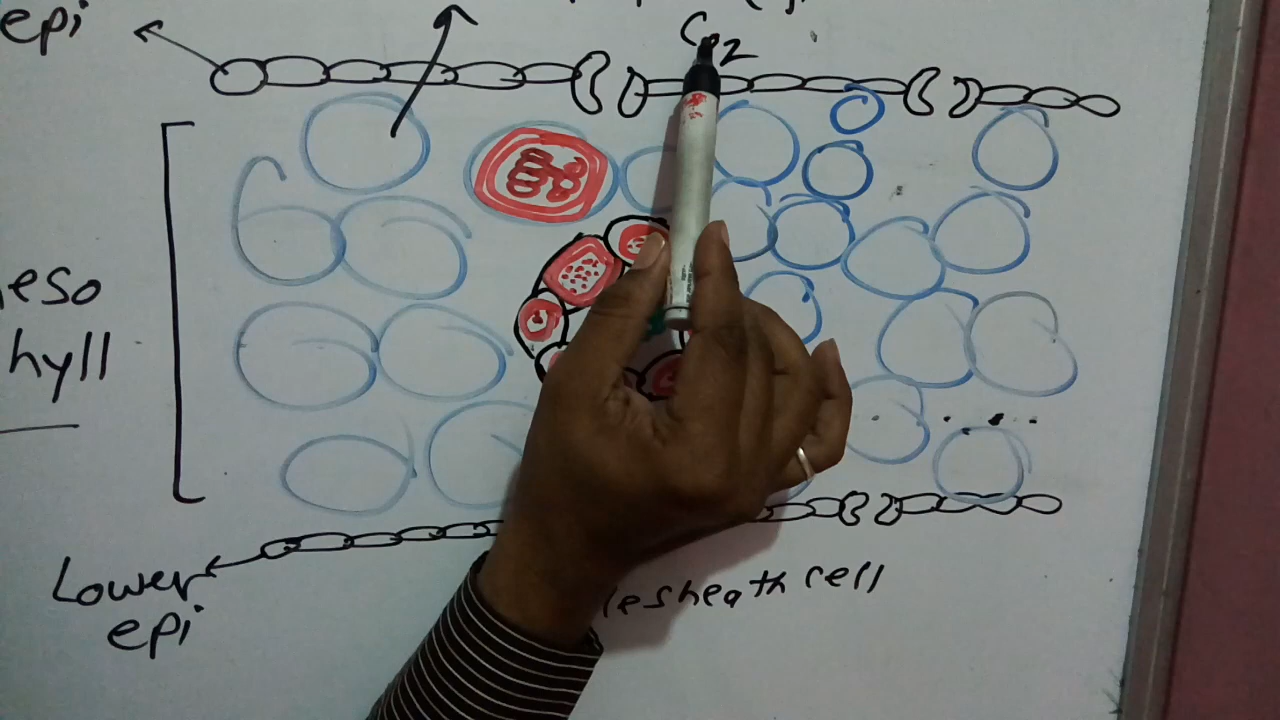 epi
CO2
eso
hyll
Lower
epi
lesheath cell